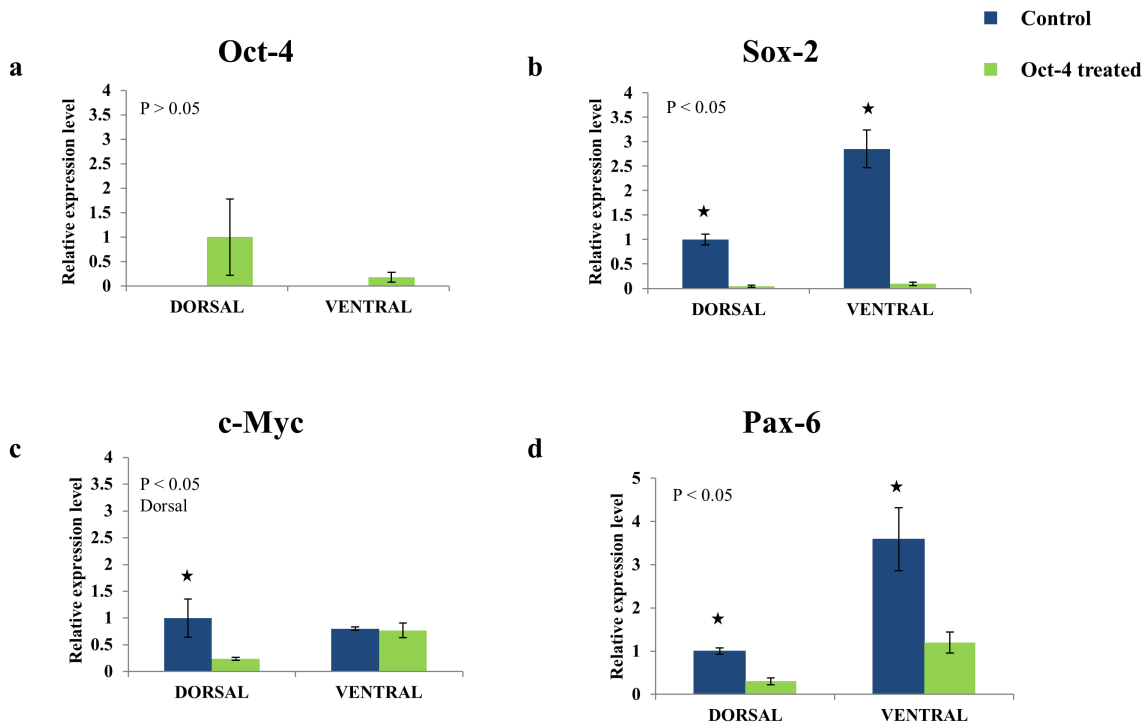 Control
Oct-4 treated
a
Oct-4
P > 0.05
Relative expression level
4
3.5
3
2.5
2
1.5
1
0.5
0
DORSAL
VENTRAL
b
Sox-2
P < 0.05
Relative expression level
4
3.5
3
2.5
2
1.5
1
0.5
0
DORSAL
VENTRAL
c
c-Myc
P < 0.05
Dorsal
Relative expression level
4
3.5
3
2.5
2
1.5
1
0.5
0
DORSAL
VENTRAL
d
Pax-6
P < 0.05
Relative expression level
5
4
3
2
1
0
DORSAL
VENTRAL